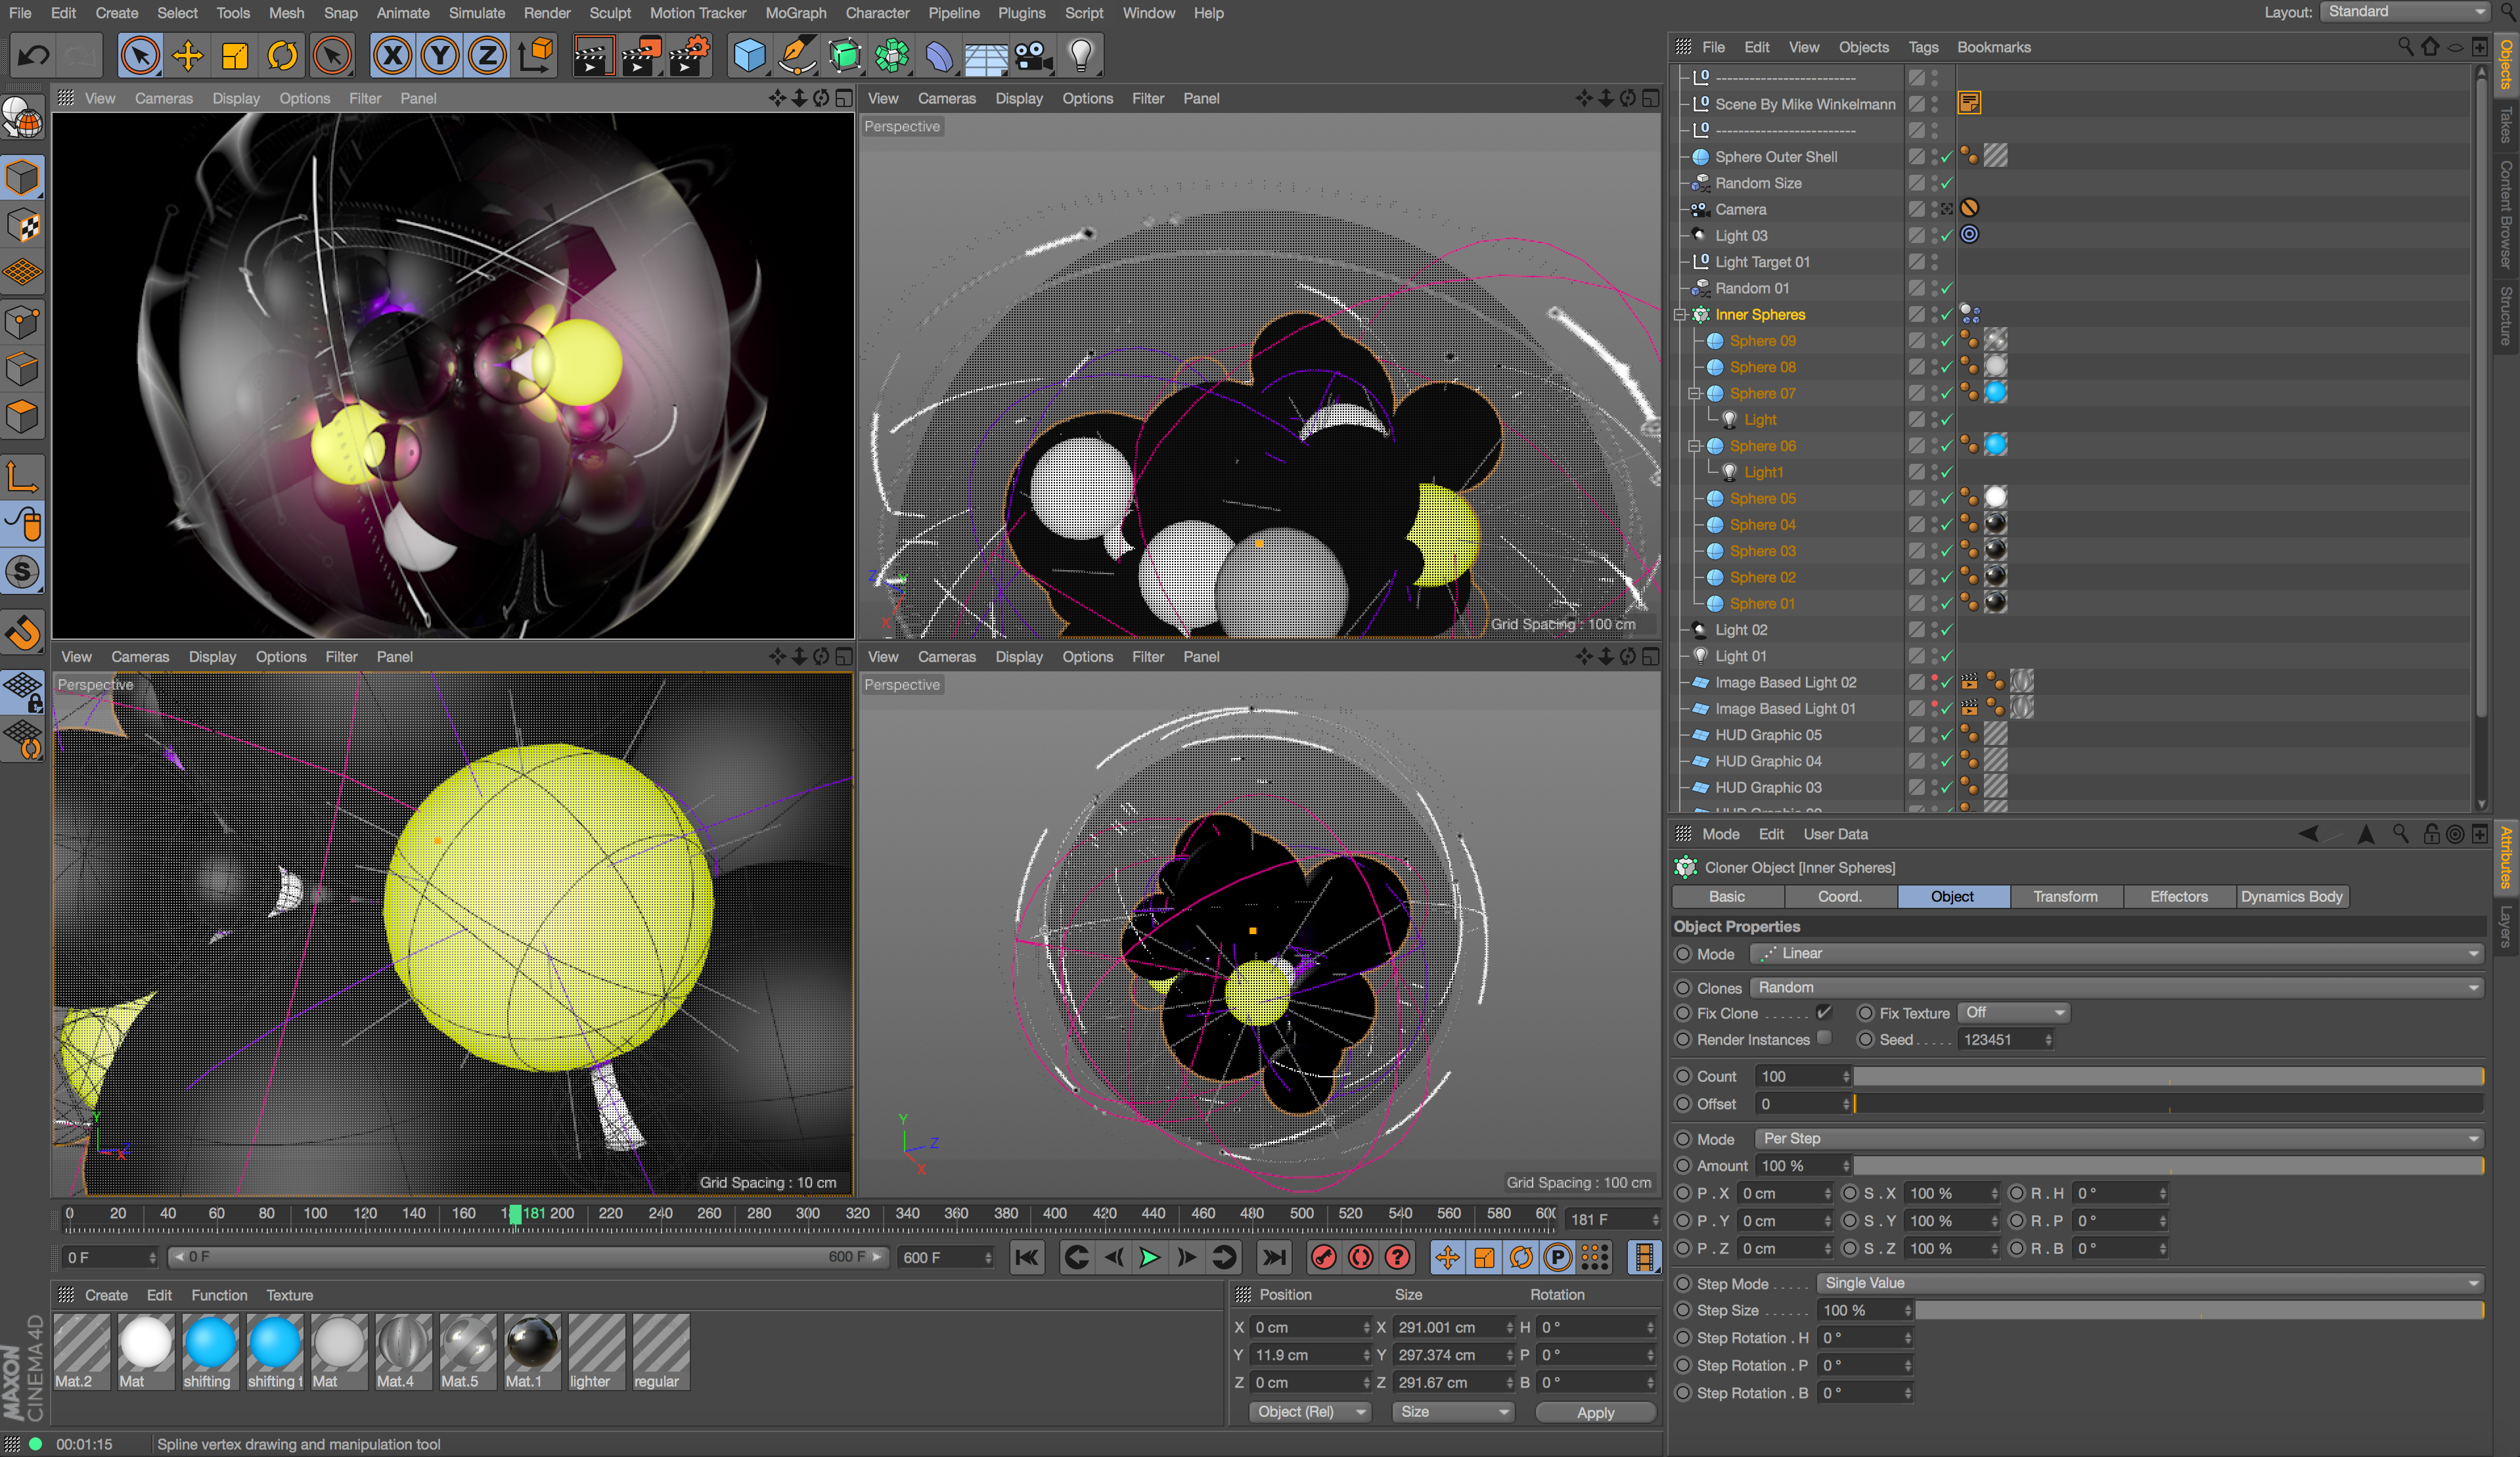 File Edit Create Select Tools Mesh Snap Animate Simulate Render Sculpt Motion Tracker MoGraph Character Pipeline Plugins Script Window Help
Layout: Standard
View Cameras Display Options Filter Panel
View Cameras Display Options Filter Panel
Perspective
Z Y X
Grid Spacing : 100 cm
View Cameras Display Options Filter Panel
Perspective
Y X
Grid Spacing : 10 cm
View Cameras Display Options Filter Panel
Perspective
Y Z X
Grid Spacing : 100 cm
File Edit View Objects Tags Bookmarks
---------------------------
Scene By Mike Winkelmann
---------------------------
Sphere Outer Shell
Random Size
Camera
Light 03
Light Target 01
Random 01
Inner Spheres
Sphere 09
Sphere 08
Sphere 07
Light
Sphere 06
Light1
Sphere 05
Sphere 04
Sphere 03
Sphere 02
Sphere 01
Light 02
Light 01
Image Based Light 02
Image Based Light 01
HUD Graphic 05
HUD Graphic 04
HUD Graphic 03
Objects
Takes
Content Browser
Structure
Mode Edit User Data
Cloner Object [Inner Spheres]
Basic Coord. Object Transform Effectors Dynamics Body
Object Properties
Mode Linear
Clones Random
Fix Clone . . . . . . Fix Texture Off
Render Instances Seed . . . . . 123451
Count 100
Offset 0
Mode Per Step
Amount 100 %
P . X 0 cm S . X 100 % R . H 0 °
P . Y 0 cm S . Y 100 % R . P 0 °
P . Z 0 cm S . Z 100 % R . B 0 °
Step Mode . . . . . Single Value
Step Size . . . . . . 100 %
Step Rotation . H 0 °
Step Rotation . P 0 °
Step Rotation . B 0 °
Attributes
Layers
0 20 40 60 80 100 120 140 160 181 200 220 240 260 280 300 320 340 360 380 400 420 440 460 480 500 520 540 560 580 181 F
0 F 0 F 600 F 600 F
Create Edit Function Texture
Mat.2 Mat shifting shifting t Mat Mat.4 Mat.5 Mat.1 lighter regular
Position Size Rotation
X 0 cm X 291.001 cm H 0 °
Y 11.9 cm Y 297.374 cm P 0 °
Z 0 cm Z 291.67 cm B 0 °
Object (Rel) Size Apply
MAXON
CINEMA4D
00:01:15 Spline vertex drawing and manipulation tool